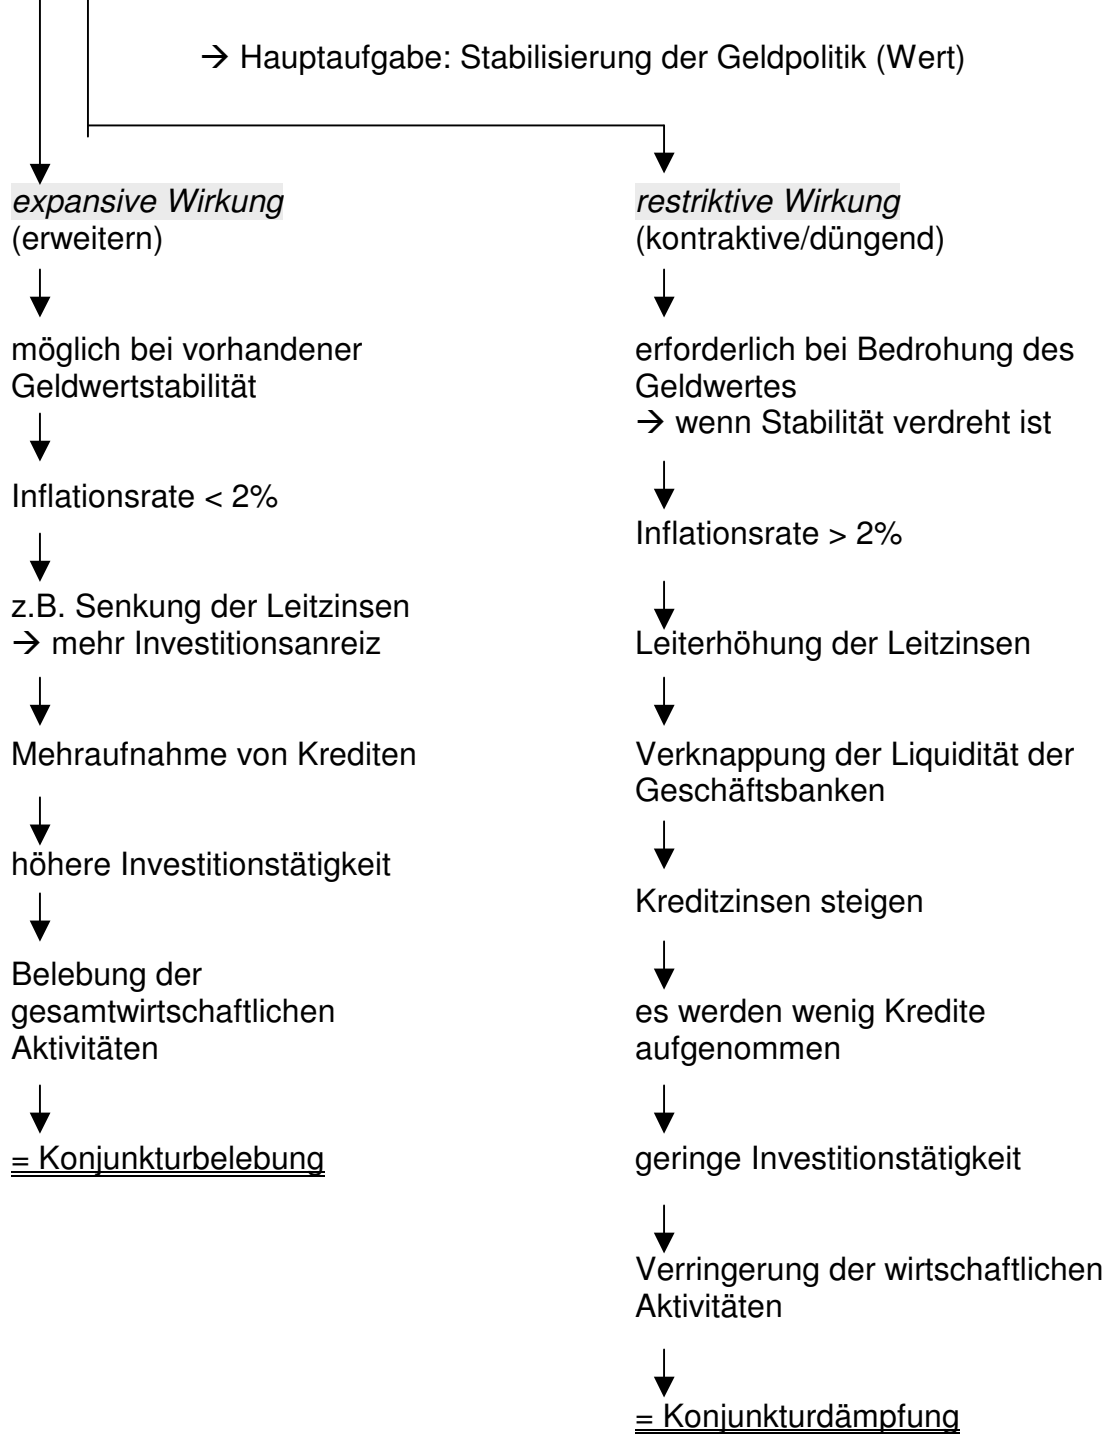 → Hauptaufgabe: Stabilisierung der Geldpolitik (Wert)
expansive Wirkung
(erweitern)
möglich bei vorhandener
Geldwertstabilität
Inflationsrate < 2%
z.B. Senkung der Leitzinsen
→ mehr Investitionsanreiz
Mehraufnahme von Krediten
höhere Investitionstätigkeit
Belebung der
gesamtwirtschaftlichen
Aktivitäten
= Konjunkturbelebung
restriktive Wirkung
(kontraktive/düngend)
erforderlich bei Bedrohung des
Geldwertes
→ wenn Stabilität verdreht ist
Inflationsrate > 2%
Leiterhöhung der Leitzinsen
Verknappung der Liquidität der
Geschäftsbanken
Kreditzinsen steigen
es werden wenig Kredite
aufgenommen
geringe Investitionstätigkeit
Verringerung der wirtschaftlichen
Aktivitäten
= Konjunkturdämpfung